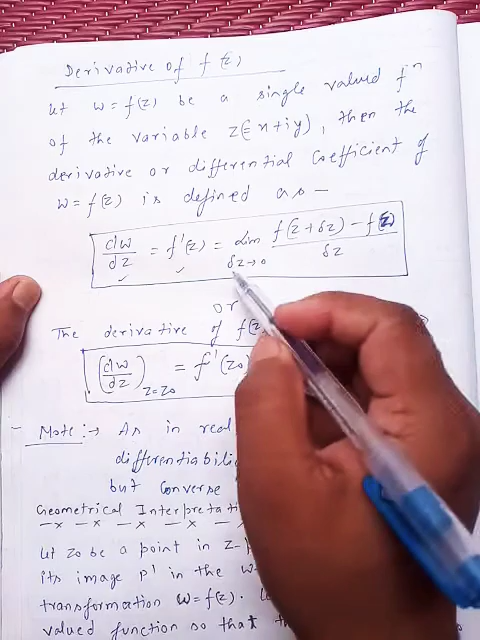 Derivative of f(z)
Let w = f(z) be a single valued fⁿ
of the variable z(= x+iy), then the
derivative or differential coefficient of
w = f(z) is defined as –
dw/dz = f'(z) = lim δz→0 f(z+δz) – f(z) / δz
or
The derivative of f(z
(dw/dz) z=z0 = f'(z0)
Note :→ As in real
differentiabili
but converse
Geometrical Interpretati
Let z0 be a point in z-p
its image p' in the w-
transformation w = f(z).
valued function so that